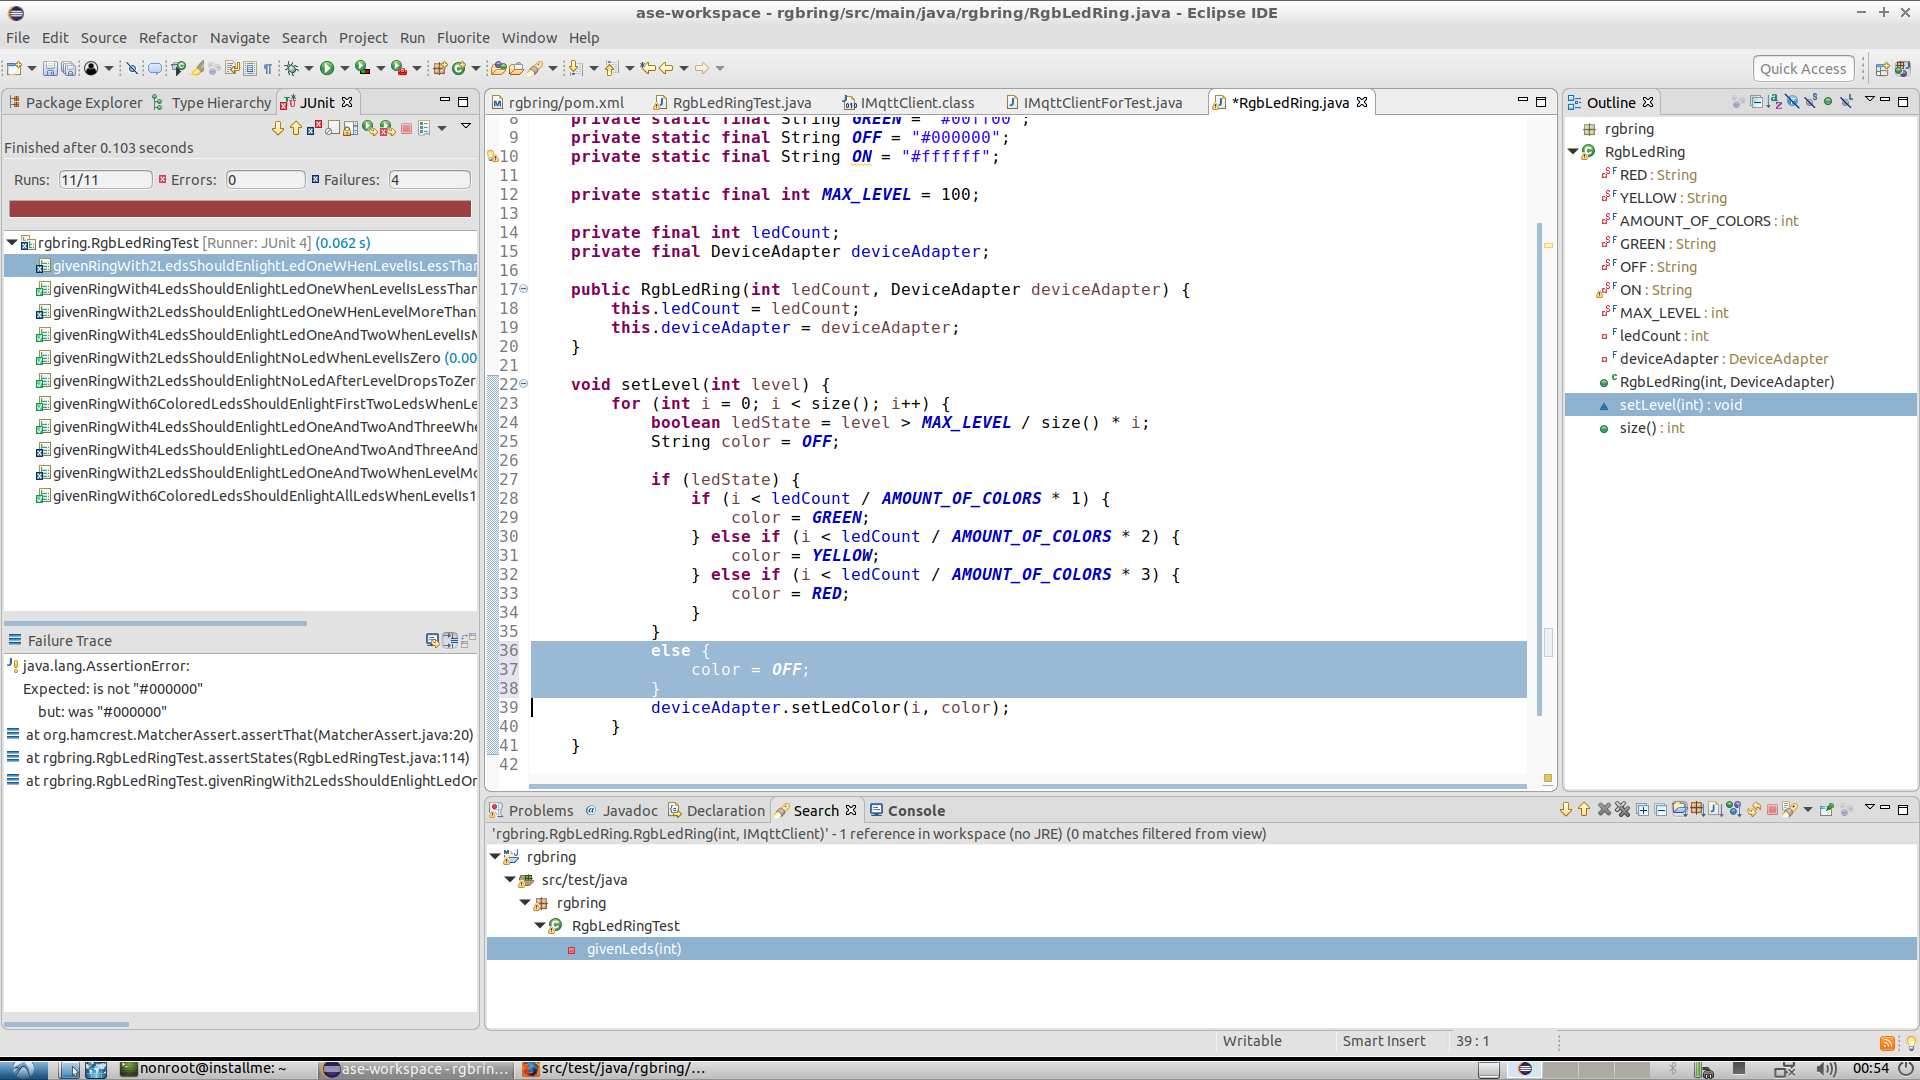 ase-workspace - rgbring/src/main/java/rgbring/RgbLedRing.java - Eclipse IDE
File Edit Source Refactor Navigate Search Project Run Fluorite Window Help
Quick Access
Package Explorer Type Hierarchy JUnit
Finished after 0.103 seconds
Runs: 11/11 Errors: 0 Failures: 4
rgbring.RgbLedRingTest [Runner: JUnit 4] (0.062 s)
givenRingWith2LedsShouldEnlightLedOneWHenLevelIsLessThan
givenRingWith4LedsShouldEnlightLedOneWhenLevelIsLessThan
givenRingWith2LedsShouldEnlightLedOneWHenLevelMoreThan
givenRingWith4LedsShouldEnlightLedOneAndTwoWhenLevelIsM
givenRingWith2LedsShouldEnlightNoLedWhenLevelIsZero (0.00
givenRingWith2LedsShouldEnlightNoLedAfterLevelDropsToZer
givenRingWith6ColoredLedsShouldEnlightFirstTwoLedsWhenLe
givenRingWith4LedsShouldEnlightLedOneAndTwoAndThreeWhe
givenRingWith4LedsShouldEnlightLedOneAndTwoAndThreeAnd
givenRingWith2LedsShouldEnlightLedOneAndTwoWhenLevelMo
givenRingWith6ColoredLedsShouldEnlightAllLedsWhenLevelIs1
Failure Trace
java.lang.AssertionError:
Expected: is not "#000000"
but: was "#000000"
at org.hamcrest.MatcherAssert.assertThat(MatcherAssert.java:20)
at rgbring.RgbLedRingTest.assertStates(RgbLedRingTest.java:114)
at rgbring.RgbLedRingTest.givenRingWith2LedsShouldEnlightLedOr
rgbring/pom.xml RgbLedRingTest.java IMqttClient.class IMqttClientForTest.java *RgbLedRing.java
8 private static final String GREEN = "#00ff00";
9 private static final String OFF = "#000000";
10 private static final String ON = "#ffffff";
11
12 private static final int MAX_LEVEL = 100;
13
14 private final int ledCount;
15 private final DeviceAdapter deviceAdapter;
16
17 public RgbLedRing(int ledCount, DeviceAdapter deviceAdapter) {
18 this.ledCount = ledCount;
19 this.deviceAdapter = deviceAdapter;
20 }
21
22 void setLevel(int level) {
23 for (int i = 0; i < size(); i++) {
24 boolean ledState = level > MAX_LEVEL / size() * i;
25 String color = OFF;
26
27 if (ledState) {
28 if (i < ledCount / AMOUNT_OF_COLORS * 1) {
29 color = GREEN;
30 } else if (i < ledCount / AMOUNT_OF_COLORS * 2) {
31 color = YELLOW;
32 } else if (i < ledCount / AMOUNT_OF_COLORS * 3) {
33 color = RED;
34 }
35 }
36 else {
37 color = OFF;
38 }
39 deviceAdapter.setLedColor(i, color);
40 }
41 }
42
Outline
rgbring
RgbLedRing
RED : String
YELLOW : String
AMOUNT_OF_COLORS : int
GREEN : String
OFF : String
ON : String
MAX_LEVEL : int
ledCount : int
deviceAdapter : DeviceAdapter
RgbLedRing(int, DeviceAdapter)
setLevel(int) : void
size() : int
Problems Javadoc Declaration Search Console
'rgbring.RgbLedRing.RgbLedRing(int, IMqttClient)' - 1 reference in workspace (no JRE) (0 matches filtered from view)
rgbring
src/test/java
rgbring
RgbLedRingTest
givenLeds(int)
Writable Smart Insert 39 : 1
nonroot@installme: ~ ase-workspace - rgbrin... src/test/java/rgbring/... 00:54